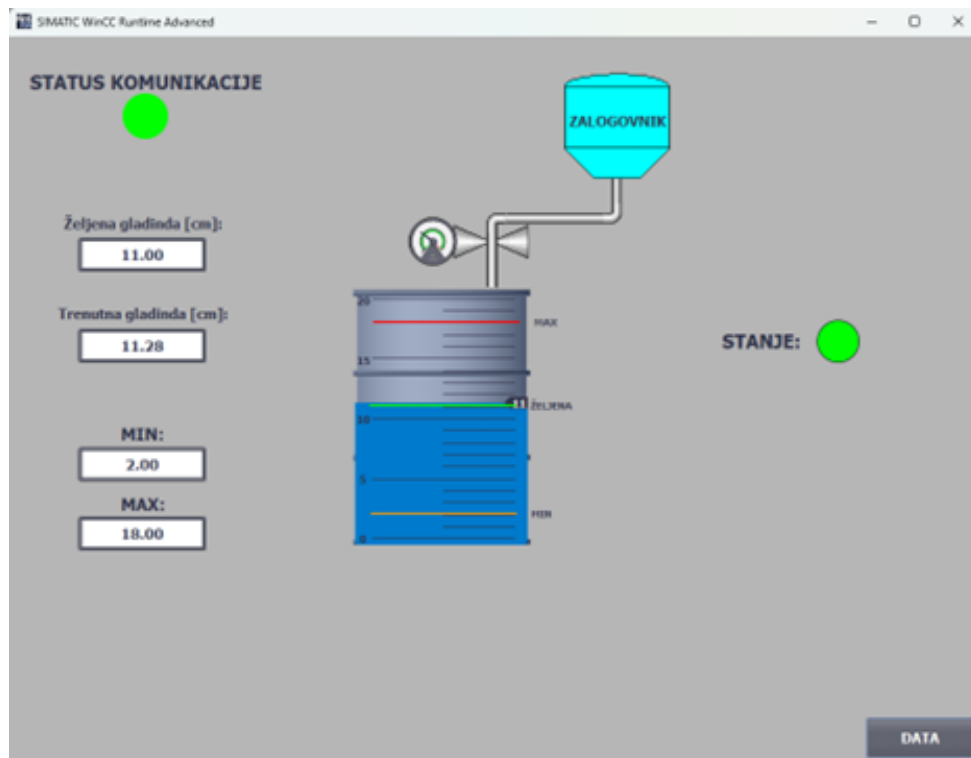 SIMATIC WinCC Runtime Advanced
STATUS KOMUNIKACIJE
ZALOGOVNIK
Željena gladinda [cm]:
11.00
Trenutna gladinda [cm]:
11.28
MIN:
2.00
MAX:
18.00
20
MAX
15
11 ŽELJENA
10
5
MIN
0
STANJE:
DATA